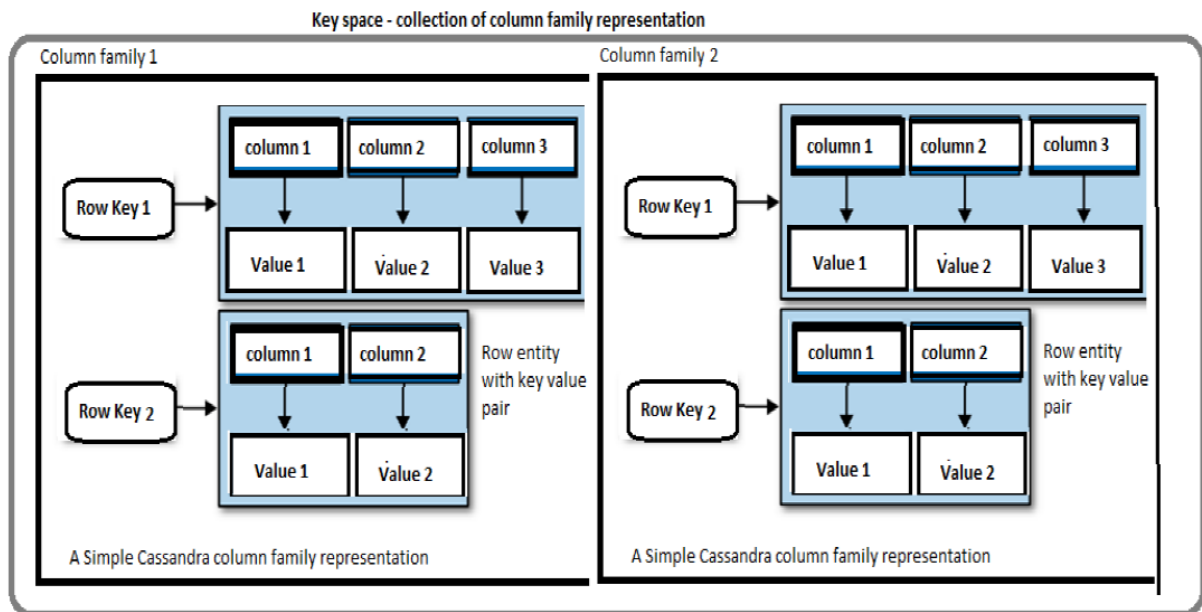 Key space - collection of column family representation
Column family 1
column 1
column 2
column 3
Row Key 1
Value 1
Value 2
Value 3
column 1
column 2
Row entity
with key value
pair
Row Key 2
Value 1
Value 2
A Simple Cassandra column family representation
Column family 2
column 1
column 2
column 3
Row Key 1
Value 1
Value 2
Value 3
column 1
column 2
Row entity
with key value
pair
Row Key 2
Value 1
Value 2
A Simple Cassandra column family representation